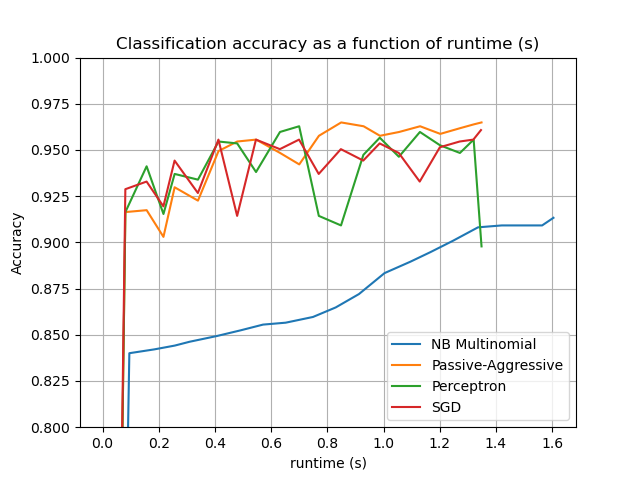 Classification accuracy as a function of runtime (s)
1.000
0.975
0.950
0.925
0.900
0.875
0.850
0.825
0.800
Accuracy
NB Multinomial
Passive-Aggressive
Perceptron
SGD
0.0 0.2 0.4 0.6 0.8 1.0 1.2 1.4 1.6
runtime (s)